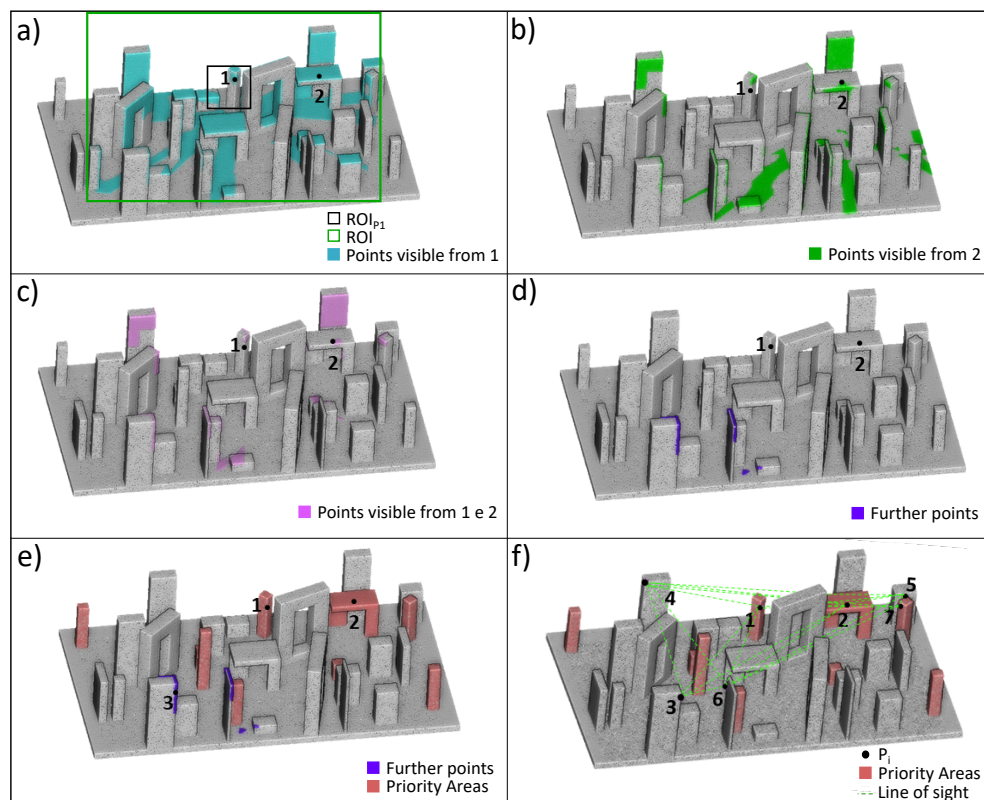 a)
1
2
ROI_P1
ROI
Points visible from 1
b)
1
2
Points visible from 2
c)
1
2
Points visible from 1 e 2
d)
1
2
Further points
e)
1
2
3
Further points
Priority Areas
f)
4
5
1
2
7
3
6
P_i
Priority Areas
Line of sight